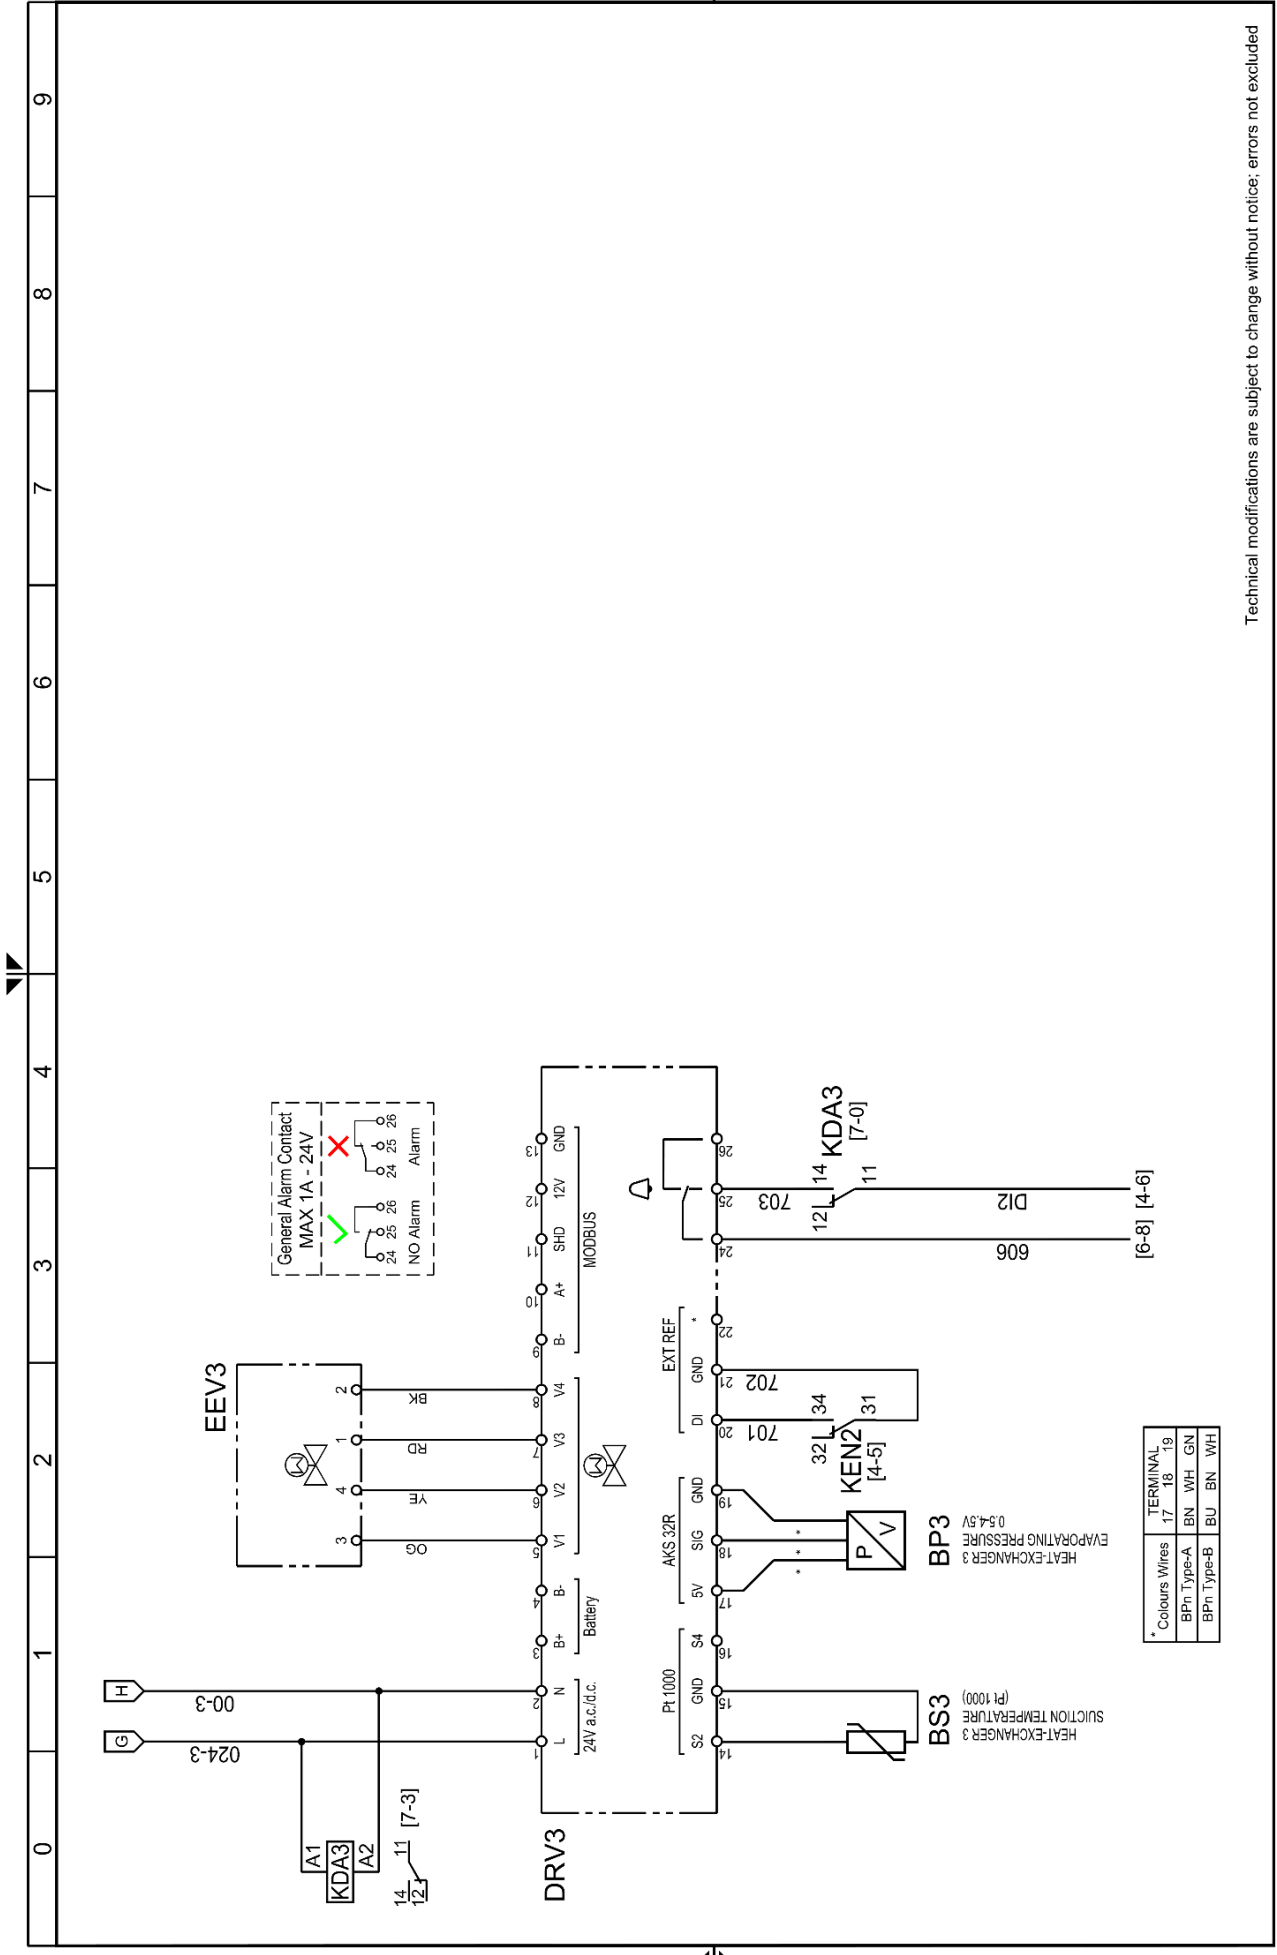 0
1
2
3
4
5
6
7
8
9
G
H
024-3
00-3
A1
KDA3
A2
14
12
11
[7-3]
EEV3
3
4
1
2
OG
YE
RD
BK
General Alarm Contact
MAX 1A - 24V
24 25 26
NO Alarm
24 25 26
Alarm
DRV3
1 2 3 4 5 6 7 8 9 10 11 12 13
L N B+ B- V1 V2 V3 V4 B- A+ SHD 12V GND
24V a.c./d.c.
Battery
MODBUS
Pt 1000
AKS 32R
EXT REF
S2 GND S4 5V SIG GND DI GND *
14 15 16 17 18 19 20 21 22 24 25 26
701
702
703
32
34
31
KEN2
[4-5]
12
14
11
KDA3
[7-0]
* * *
P
V
BS3
HEAT-EXCHANGER 3
SUICTION TEMPERATURE
(Pt 1000)
BP3
HEAT-EXCHANGER 3
EVAPORATING PRESSURE
0.5-4.5V
606
DI2
[6-8] [4-6]
* Colours Wires TERMINAL
17 18 19
BPn Type-A BN WH GN
BPn Type-B BU BN WH
Technical modifications are subject to change without notice; errors not excluded